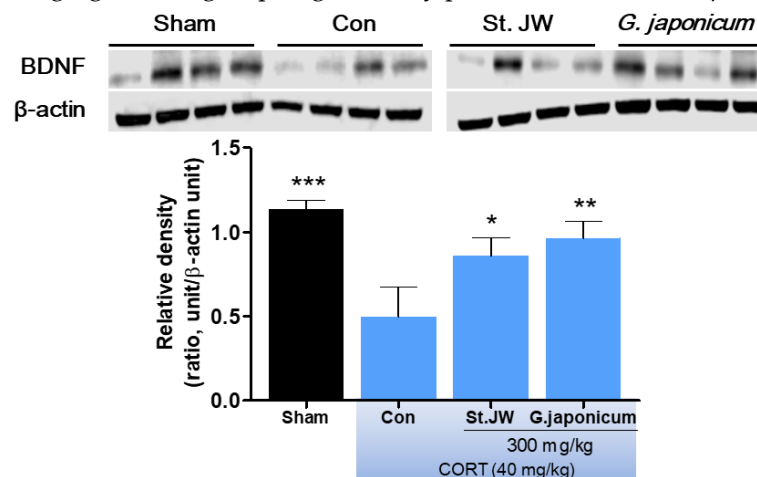 Sham Con St. JW G. japonicum
BDNF
β-actin
Relative density
(ratio, unit/β-actin unit)
1.5
1.0
0.5
0.0
***
*
**
Sham Con St.JW G.japonicum
300 mg/kg
CORT (40 mg/kg)